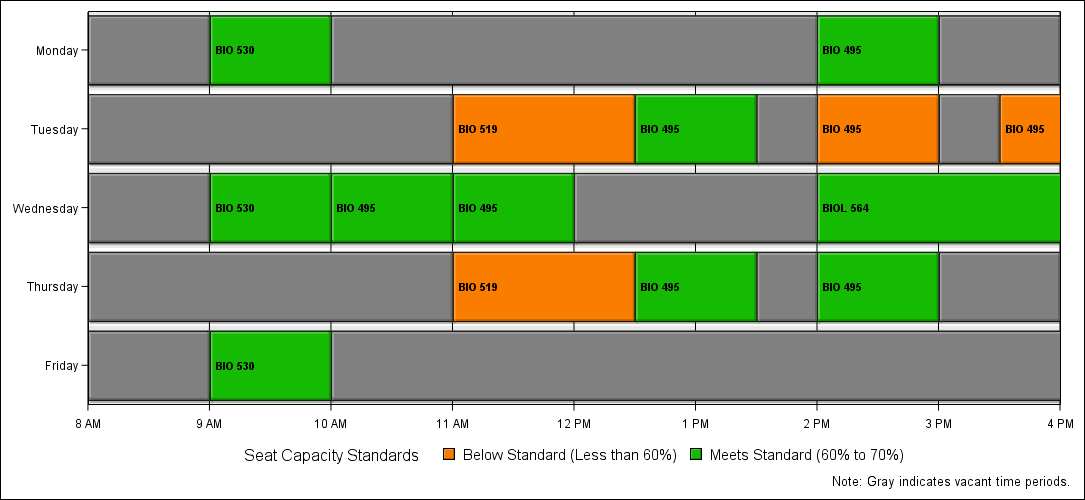 Monday BIO 530 BIO 495
Tuesday BIO 519 BIO 495 BIO 495 BIO 495
Wednesday BIO 530 BIO 495 BIO 495 BIOL 564
Thursday BIO 519 BIO 495 BIO 495
Friday BIO 530
8 AM 9 AM 10 AM 11 AM 12 PM 1 PM 2 PM 3 PM 4 PM
Seat Capacity Standards Below Standard (Less than 60%) Meets Standard (60% to 70%)
Note: Gray indicates vacant time periods.